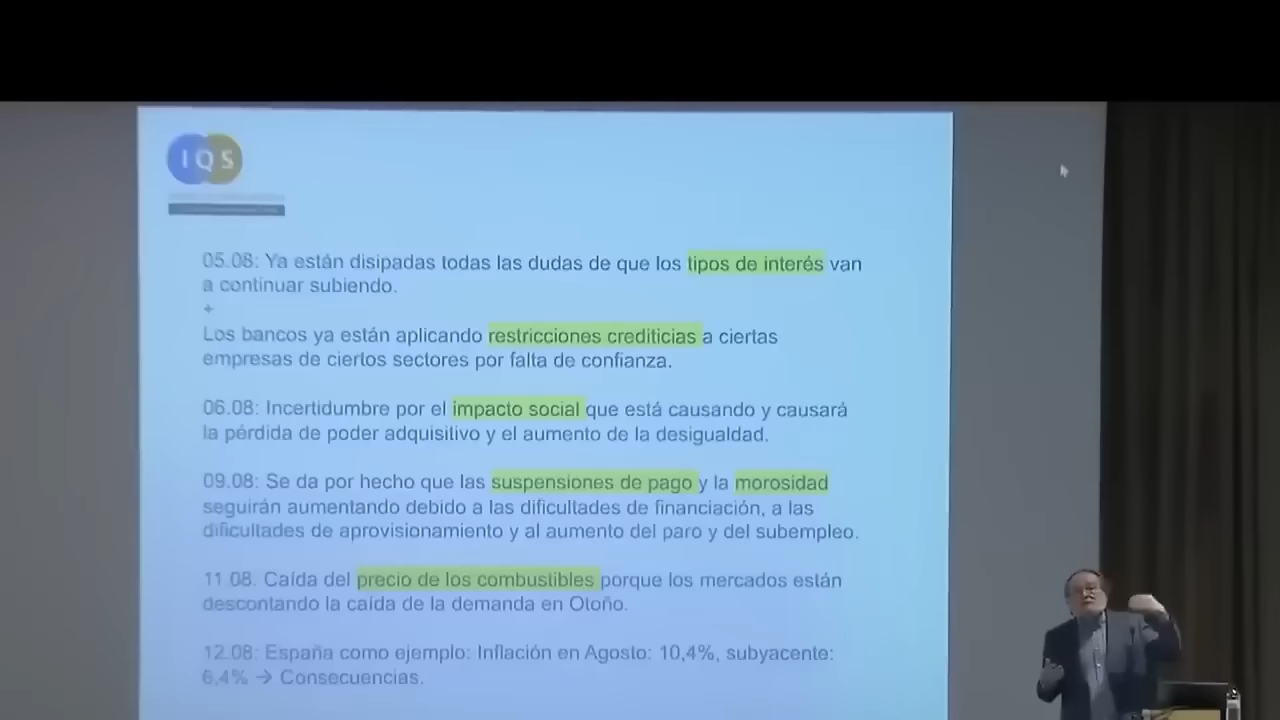 IQS
05.08: Ya están disipadas todas las dudas de que los tipos de interés van
a continuar subiendo.
+
Los bancos ya están aplicando restricciones crediticias a ciertas
empresas de ciertos sectores por falta de confianza.
06.08: Incertidumbre por el impacto social que está causando y causará
la pérdida de poder adquisitivo y el aumento de la desigualdad.
09.08: Se da por hecho que las suspensiones de pago y la morosidad
seguirán aumentando debido a las dificultades de financiación, a las
dificultades de aprovisionamiento y al aumento del paro y del subempleo.
11 08. Caída del precio de los combustibles porque los mercados están
descontando la caída de la demanda en Otoño.
12.08: España como ejemplo: Inflación en Agosto: 10,4%, subyacente:
6,4% → Consecuencias.